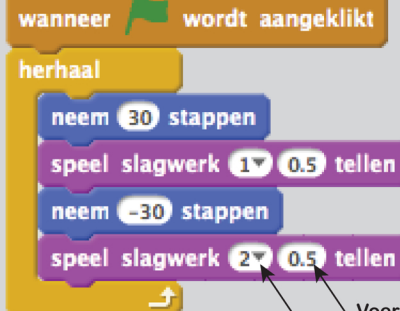 wanneer wordt aangeklikt
herhaal
neem 30 stappen
speel slagwerk 1 0.5 tellen
neem -30 stappen
speel slagwerk 2 0.5 tellen